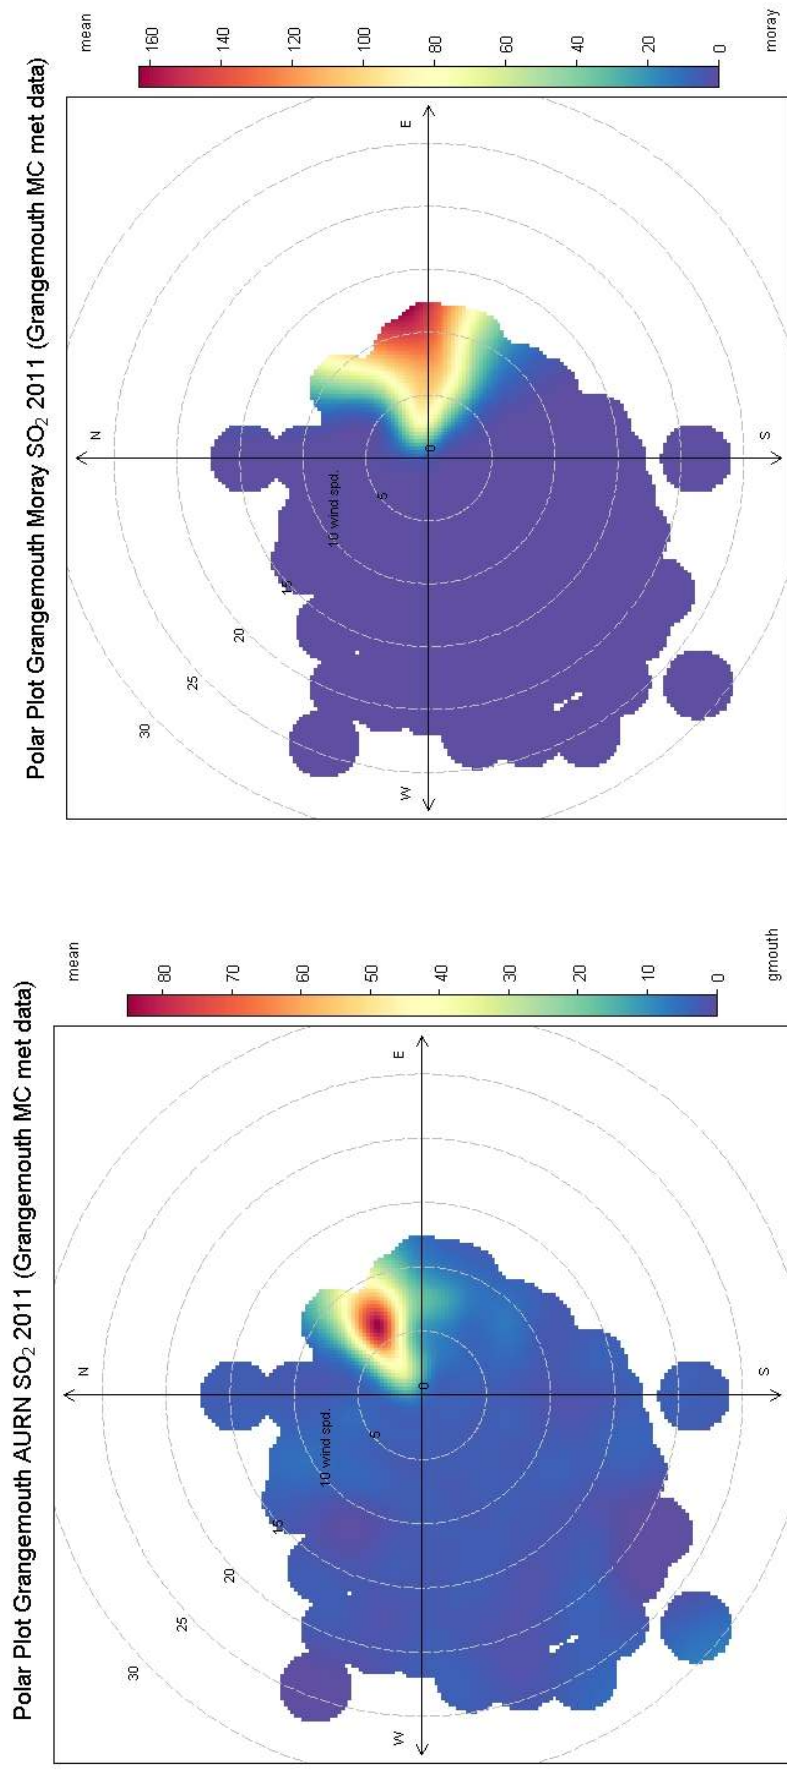 Polar Plot Grangemouth AURN SO₂ 2011 (Grangemouth MC met data)
mean
N
30
25
20
15
10 wind spd.
5
0
W
E
S
80
70
60
50
40
30
20
10
0
gmouth
Polar Plot Grangemouth Moray SO₂ 2011 (Grangemouth MC met data)
mean
N
30
25
20
15
10 wind spd.
5
0
W
E
S
160
140
120
100
80
60
40
20
0
moray